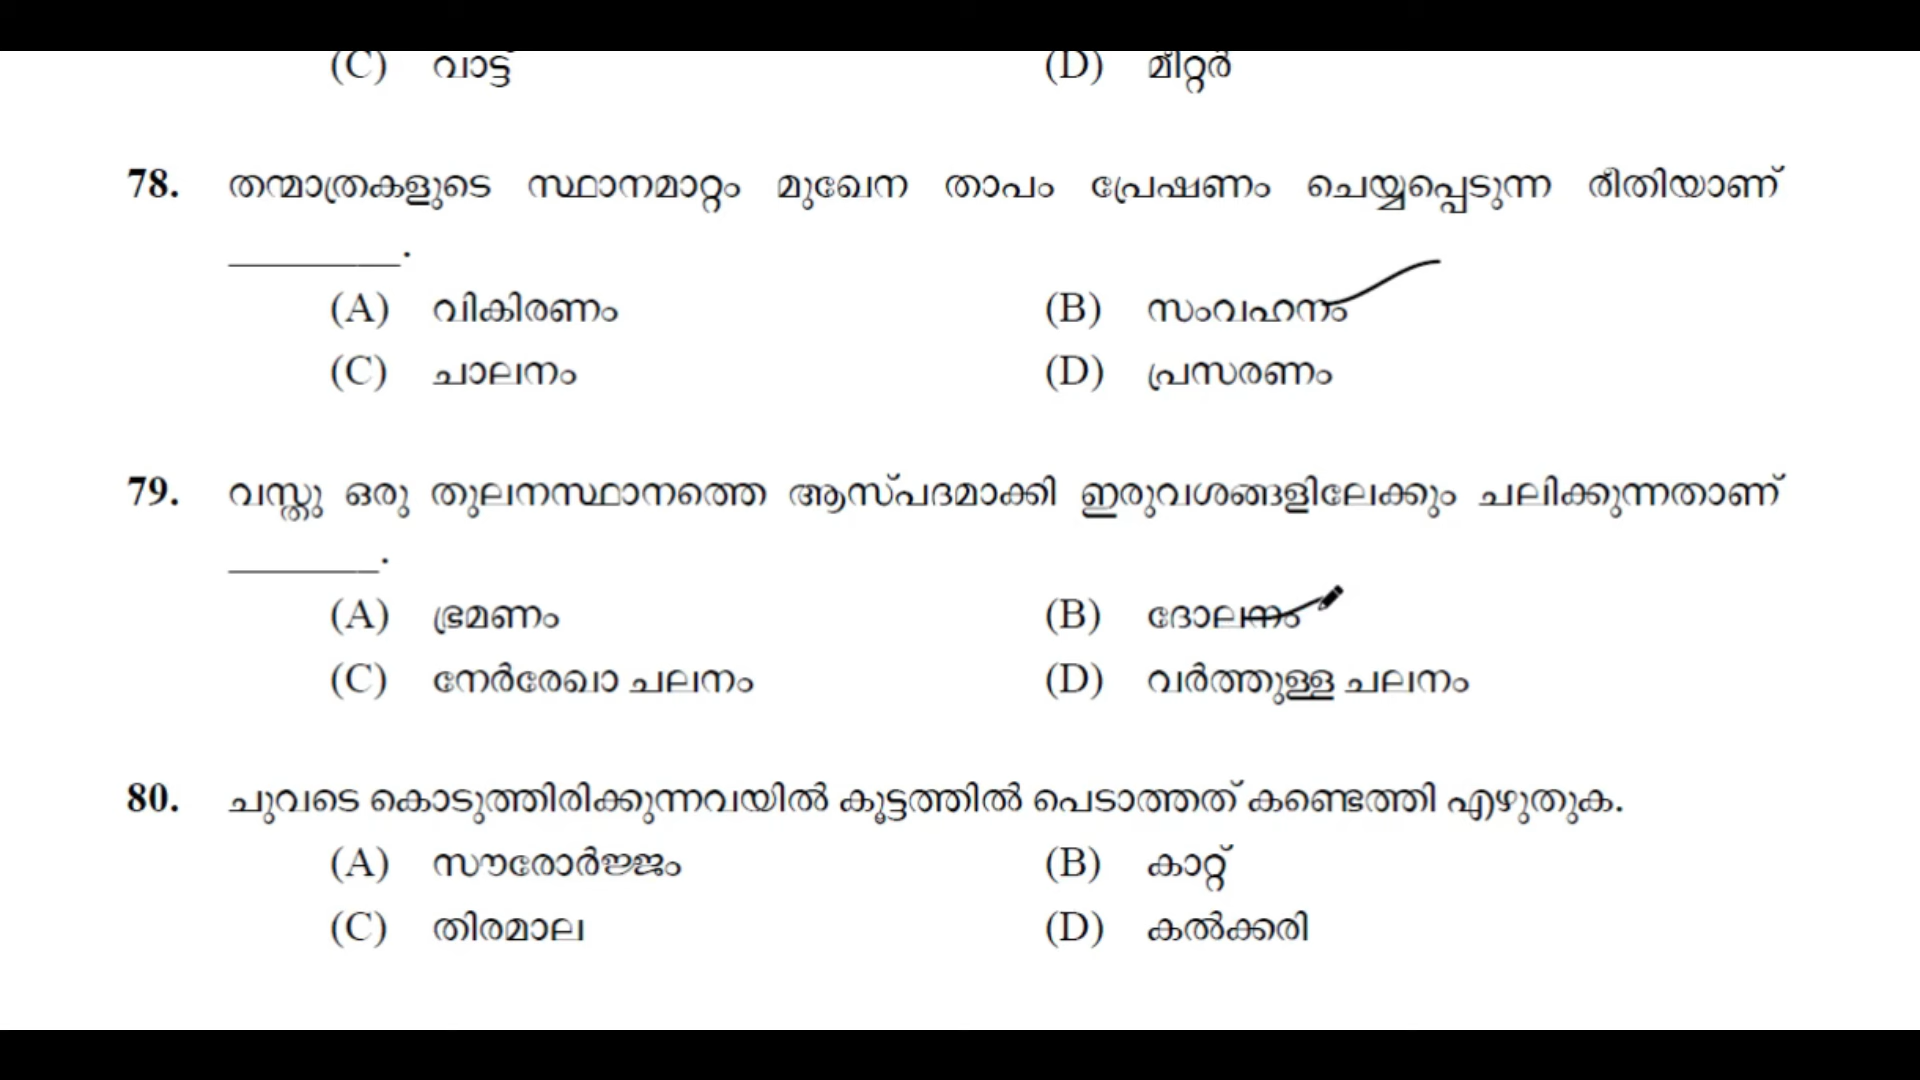 (C) വാട്ട് (D) മീറ്റർ
78. തന്മാത്രകളുടെ സ്ഥാനമാറ്റം മുഖേന താപം പ്രേഷണം ചെയ്യപ്പെടുന്ന രീതിയാണ്
________.
(A) വികിരണം (B) സംവഹനം
(C) ചാലനം (D) പ്രസരണം
79. വസ്തു ഒരു തുലനസ്ഥാനത്തെ ആസ്പദമാക്കി ഇരുവശങ്ങളിലേക്കും ചലിക്കുന്നതാണ്
_______.
(A) ഭ്രമണം (B) ദോലനം
(C) നേർരേഖാ ചലനം (D) വർത്തുള്ള ചലനം
80. ചുവടെ കൊടുത്തിരിക്കുന്നവയിൽ കൂട്ടത്തിൽ പെടാത്തത് കണ്ടെത്തി എഴുതുക.
(A) സൗരോർജ്ജം (B) കാറ്റ്
(C) തിരമാല (D) കൽക്കരി